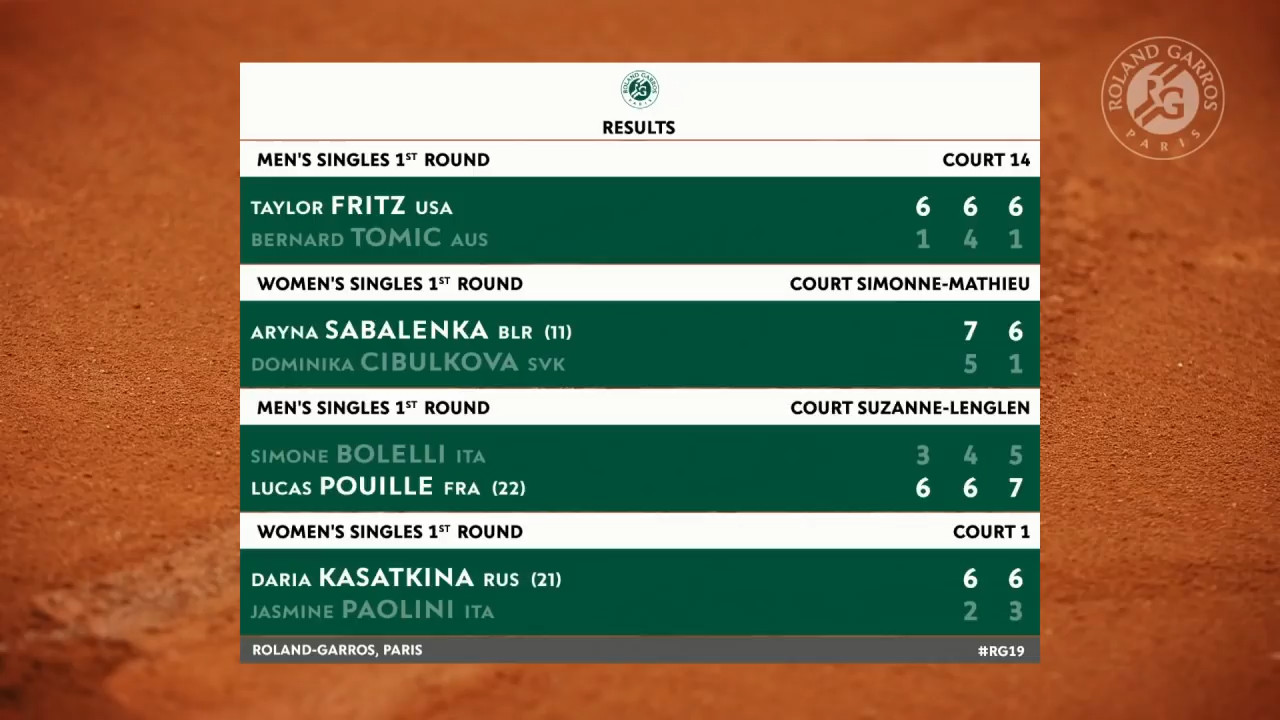 ROLAND GARROS
RG
PARIS
ROLAND GARROS
RG
PARIS
RESULTS
MEN'S SINGLES 1ST ROUND COURT 14
TAYLOR FRITZ USA 6 6 6
BERNARD TOMIC AUS 1 4 1
WOMEN'S SINGLES 1ST ROUND COURT SIMONNE-MATHIEU
ARYNA SABALENKA BLR (11) 7 6
DOMINIKA CIBULKOVA SVK 5 1
MEN'S SINGLES 1ST ROUND COURT SUZANNE-LENGLEN
SIMONE BOLELLI ITA 3 4 5
LUCAS POUILLE FRA (22) 6 6 7
WOMEN'S SINGLES 1ST ROUND COURT 1
DARIA KASATKINA RUS (21) 6 6
JASMINE PAOLINI ITA 2 3
ROLAND-GARROS, PARIS #RG19